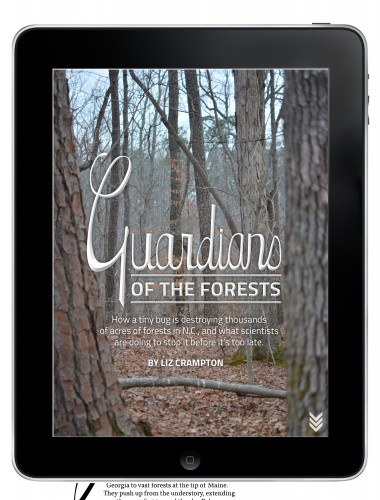 Guardians
OF THE FORESTS
How a tiny bug is destroying thousands
of acres of forests in N.C., and what scientists
are doing to stop it before it's too late.
BY LIZ CRAMPTON
Georgia to vast forests at the tip of Maine.
They push up from the understory, extending